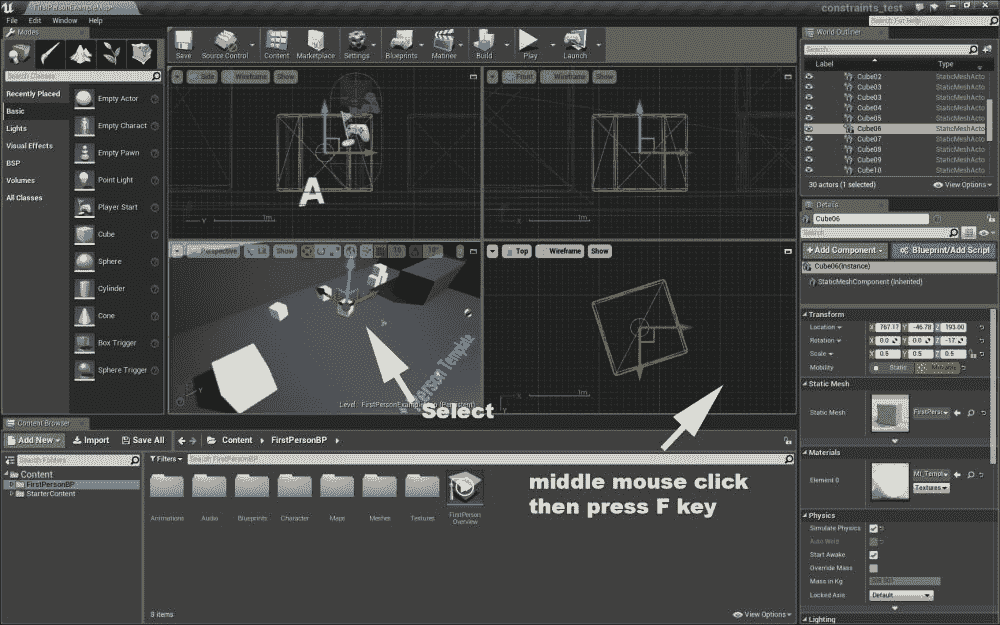 FirstPersonExampleMap*
constraints_test
File Edit Window Help
Search For Help
Modes
Search Classes
Recently Placed
Basic
Lights
Visual Effects
BSP
Volumes
All Classes
Empty Actor
Empty Charact
Empty Pawn
Point Light
Player Start
Cube
Sphere
Cylinder
Cone
Box Trigger
Sphere Trigger
Save
Source Control
Content
Marketplace
Settings
Blueprints
Matinee
Build
Play
Launch
Side Wireframe Show
Front Wireframe Show
A
1m
1m
Perspective Lit Show 10 10°
Top Wireframe Show
Level: FirstPersonExampleMap (Persistent)
1m
Select
World Outliner
Search...
Label Type
Cube02 StaticMeshActo
Cube03 StaticMeshActo
Cube03 StaticMeshActo
Cube04 StaticMeshActo
Cube05 StaticMeshActo
Cube06 StaticMeshActo
Cube07 StaticMeshActo
Cube08 StaticMeshActo
Cube09 StaticMeshActo
Cube10 StaticMeshActo
30 actors (1 selected)
View Options
Details
Cube06
Search
+ Add Component
Blueprint/Add Script
Cube06(Instance)
StaticMeshComponent (Inherited)
Transform
Location X 767.17 Y -46.78 Z 193.00
Rotation X 0.0 Y 0.0 Z -17
Scale X 0.5 Y 0.5 Z 0.5
Mobility Static Movable
Static Mesh
Static Mesh FirstPers
Materials
Element 0 MI_Templ
Textures
Physics
Simulate Physics
Auto Weld
Start Awake
Override Mass
Mass in Kg
Locked Axis Default
Lighting
Content Browser
Add New Import Save All Content FirstPersonBP
Search Folders
Content
FirstPersonBP
StarterContent
Filters Search FirstPersonBP
Animations
Audio
Blueprints
Character
Maps
Meshes
Textures
FirstPerson
Overview
middle mouse click
then press F key
8 items
View Options